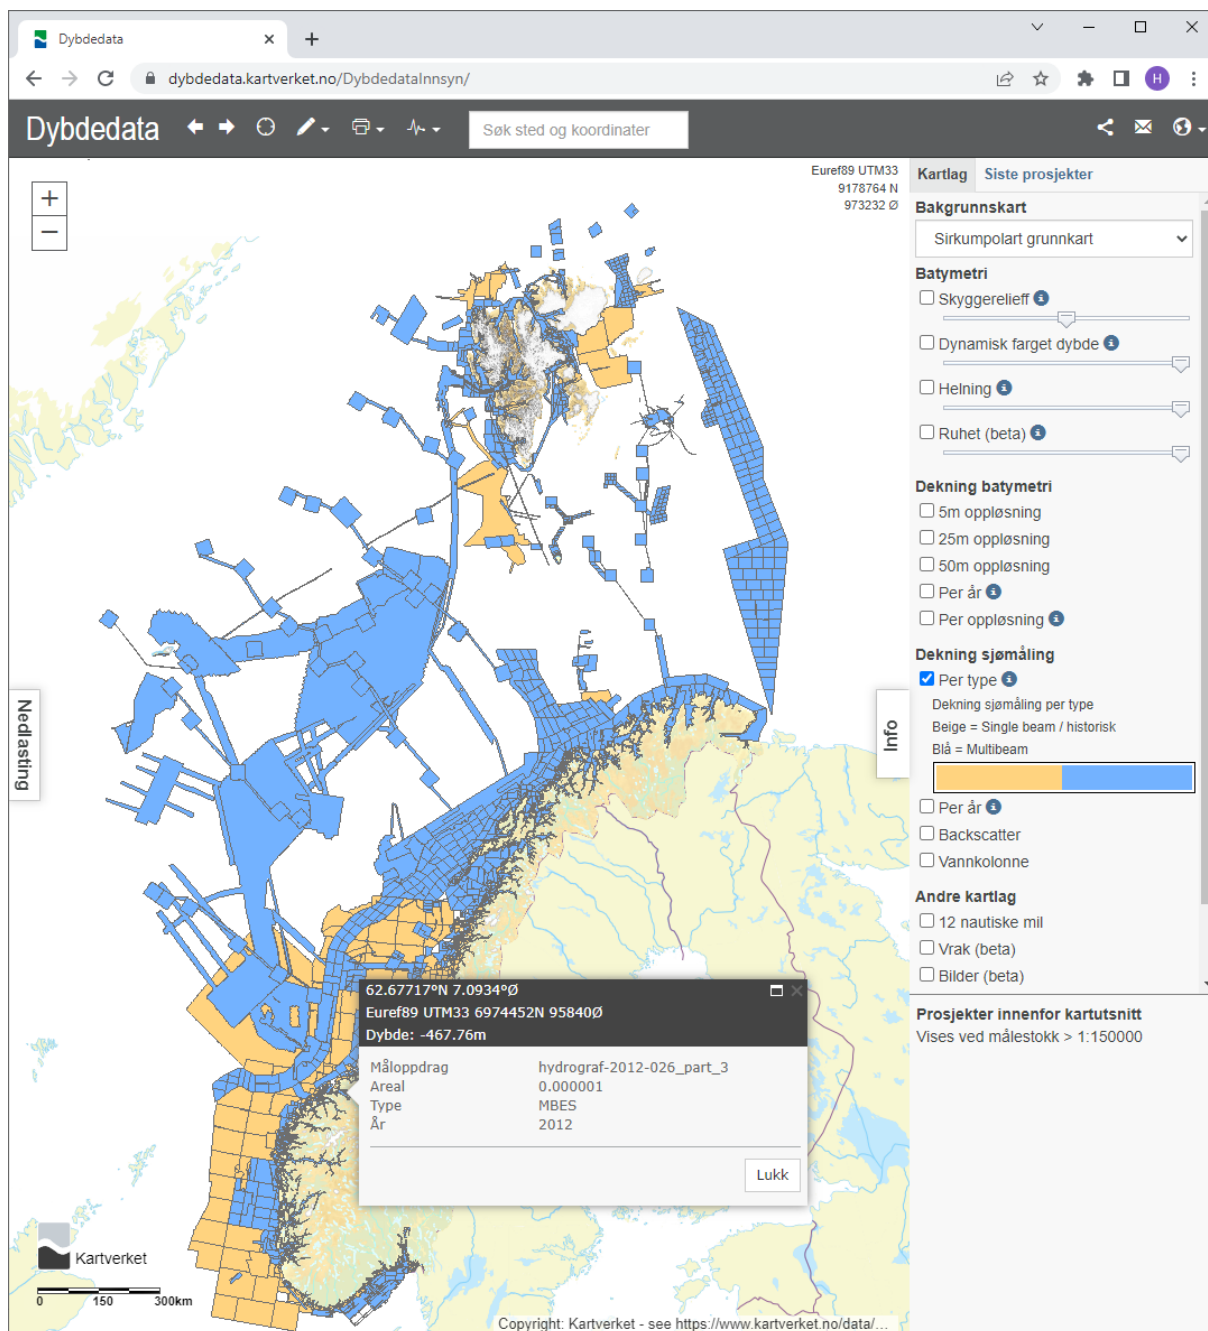 Dybdedata
dybdedata.kartverket.no/DybdedataInnsyn/
H
Dybdedata
Søk sted og koordinater
Euref89 UTM33
9178764 N
973232 Ø
Kartlag
Siste prosjekter
Bakgrunnskart
Sirkumpolart grunnkart
Batymetri
Skyggerelieff
Dynamisk farget dybde
Helning
Ruhet (beta)
Dekning batymetri
5m oppløsning
25m oppløsning
50m oppløsning
Per år
Per oppløsning
Dekning sjømåling
Per type
Dekning sjømåling per type
Beige = Single beam / historisk
Blå = Multibeam
Per år
Backscatter
Vannkolonne
Andre kartlag
12 nautiske mil
Vrak (beta)
Bilder (beta)
Prosjekter innenfor kartutsnitt
Vises ved målestokk > 1:150000
Nedlasting
Info
62.67717°N 7.0934°Ø
Euref89 UTM33 6974452N 95840Ø
Dybde: -467.76m
Måloppdrag hydrograf-2012-026_part_3
Areal 0.000001
Type MBES
År 2012
Lukk
Kartverket
0 150 300km
Copyright: Kartverket - see https://www.kartverket.no/data/...